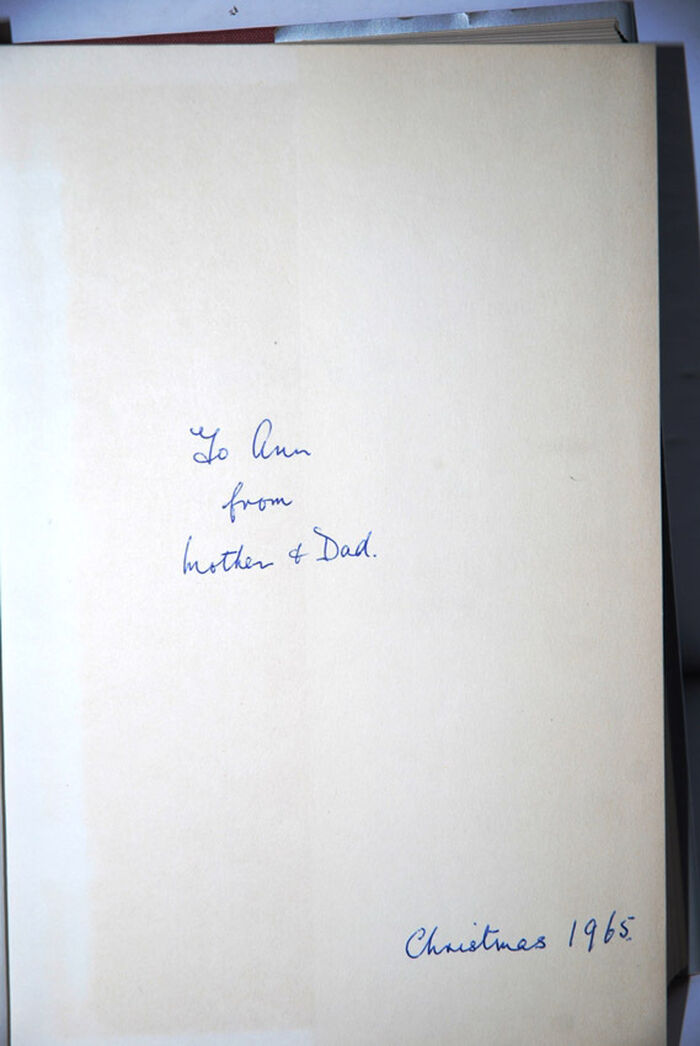 To Ann
from
Mother & Dad.
Christmas 1965.